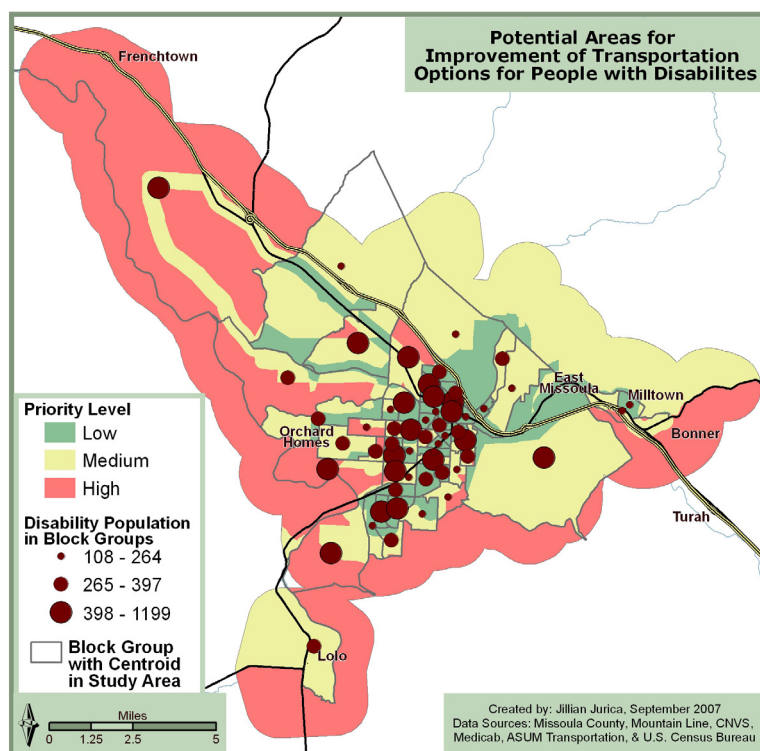 Potential Areas for
Improvement of Transportation
Options for People with Disabilites
Frenchtown
East
Missoula
Milltown
Bonner
Turah
Orchard
Homes
Lolo
Priority Level
Low
Medium
High
Disability Population
in Block Groups
108 - 264
265 - 397
398 - 1199
Block Group
with Centroid
in Study Area
Miles
0 1.25 2.5 5
Created by: Jillian Jurica, September 2007
Data Sources: Missoula County, Mountain Line, CNVS,
Medicab, ASUM Transportation, & U.S. Census Bureau